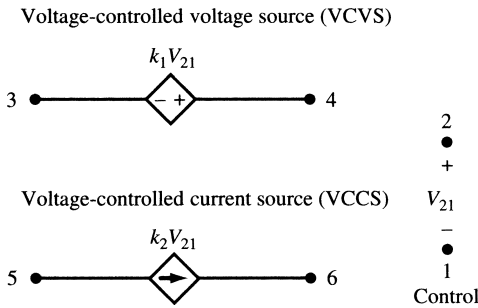 Voltage-controlled voltage source (VCVS)
k₁V₂₁
3 − + 4
2
+
Voltage-controlled current source (VCCS)
V₂₁
k₂V₂₁
−
5 6
1
Control